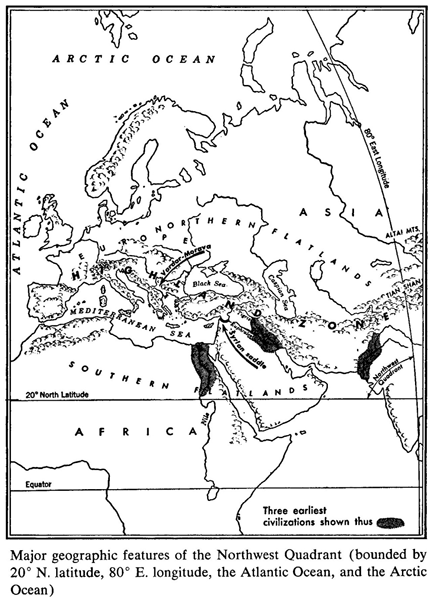 ARCTIC OCEAN
ATLANTIC OCEAN
80° East Longitude
ASIA
ALTAI MTS.
EUROPE
NORTHERN FLATLANDS
Vardar-Morava
HIGHLAND ZONE
Black Sea
Caspian Sea
TIEN SHAN
MEDITERRANEAN SEA
Syrian saddle
Northwest
Quadrant
SOUTHERN FLATLANDS
20° North Latitude
Nile
AFRICA
Equator
Three earliest
civilizations shown thus
Major geographic features of the Northwest Quadrant (bounded by
20° N. latitude, 80° E. longitude, the Atlantic Ocean, and the Arctic
Ocean)